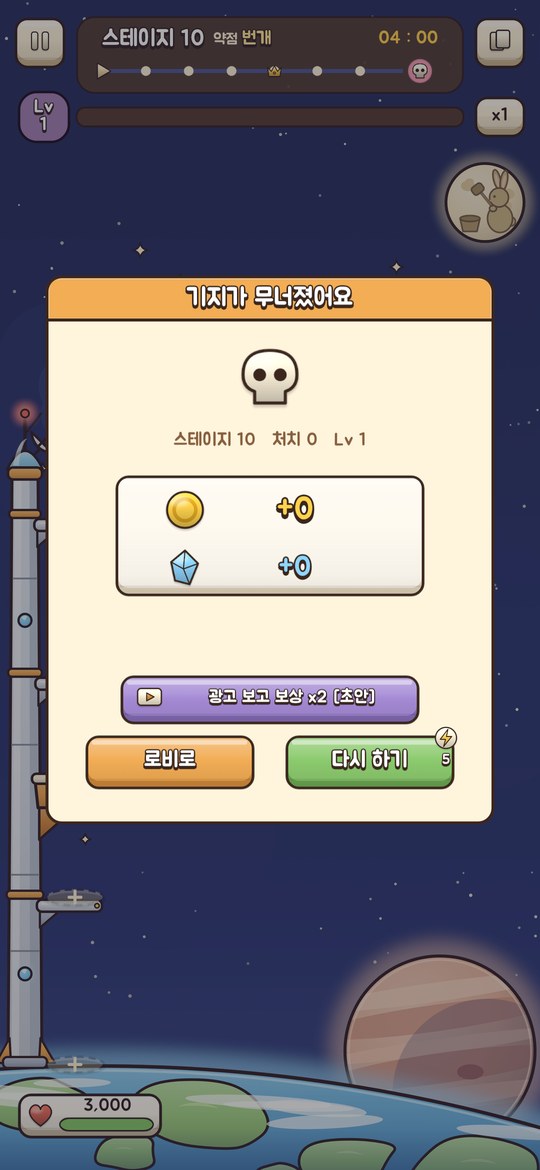 스테이지 10 약점 번개 04 : 00
Lv 1
x1
기지가 무너졌어요
스테이지 10 처치 0 Lv 1
+0
+0
광고 보고 보상 x2 [초안]
로비로
다시 하기
5
3,000